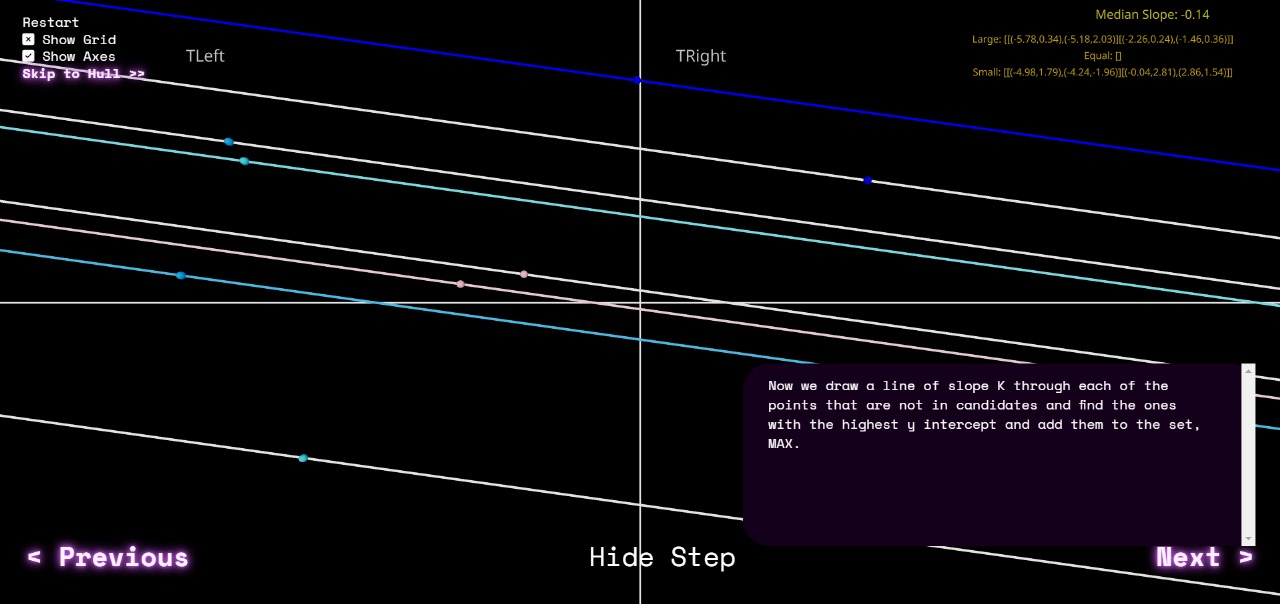 Restart
Show Grid
Show Axes
Skip to Hull >>
TLeft
TRight
Median Slope: -0.14
Large: [[(-5.78,0.34),(-5.18,2.03)][(-2.26,0.24),(-1.46,0.36)]]
Equal: []
Small: [[(-4.98,1.79),(-4.24,-1.96)][(-0.04,2.81),(2.86,1.54)]]
Now we draw a line of slope K through each of the
points that are not in candidates and find the ones
with the highest y intercept and add them to the set,
MAX.
< Previous
Hide Step
Next >